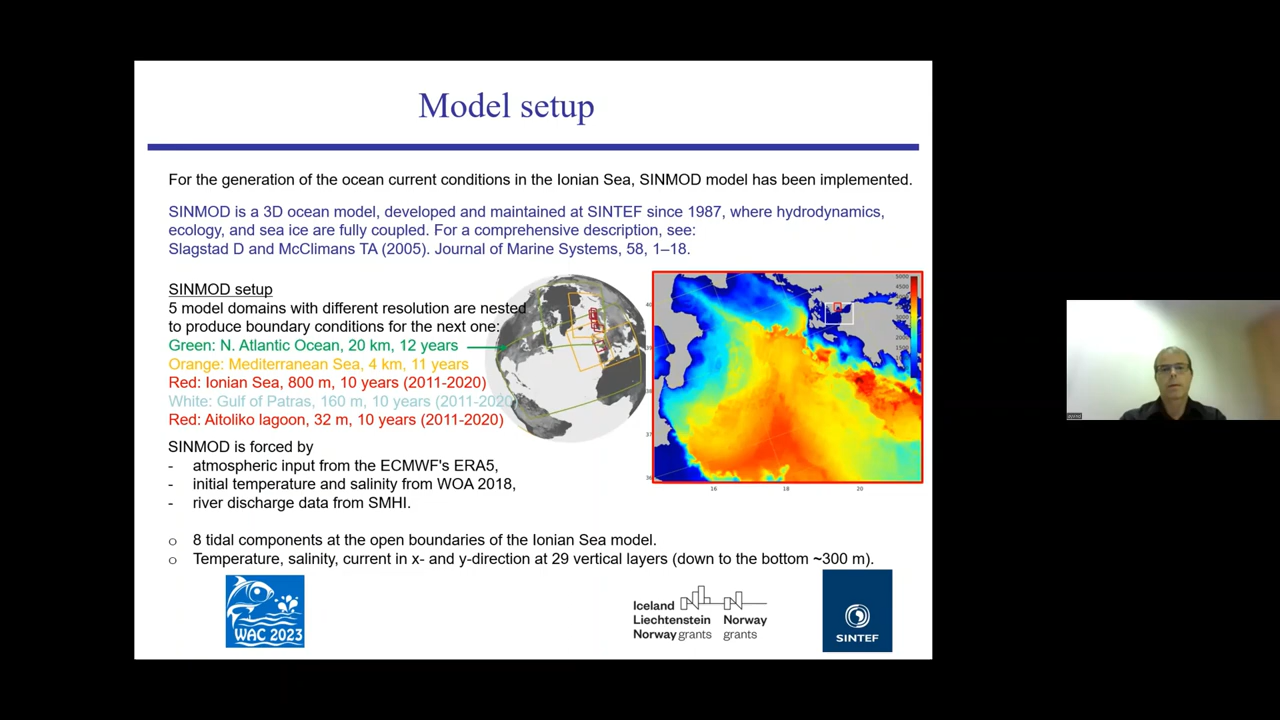 Model setup
For the generation of the ocean current conditions in the Ionian Sea, SINMOD model has been implemented.
SINMOD is a 3D ocean model, developed and maintained at SINTEF since 1987, where hydrodynamics,
ecology, and sea ice are fully coupled. For a comprehensive description, see:
Slagstad D and McClimans TA (2005). Journal of Marine Systems, 58, 1–18.
SINMOD setup
5 model domains with different resolution are nested
to produce boundary conditions for the next one:
Green: N. Atlantic Ocean, 20 km, 12 years
Orange: Mediterranean Sea, 4 km, 11 years
Red: Ionian Sea, 800 m, 10 years (2011-2020)
White: Gulf of Patras, 160 m, 10 years (2011-2020)
Red: Aitoliko lagoon, 32 m, 10 years (2011-2020)
SINMOD is forced by
- atmospheric input from the ECMWF's ERA5,
- initial temperature and salinity from WOA 2018,
- river discharge data from SMHI.
o 8 tidal components at the open boundaries of the Ionian Sea model.
o Temperature, salinity, current in x- and y-direction at 29 vertical layers (down to the bottom ~300 m).
16 18 20
WAC 2023
Iceland
Liechtenstein Norway
Norway grants grants
SINTEF